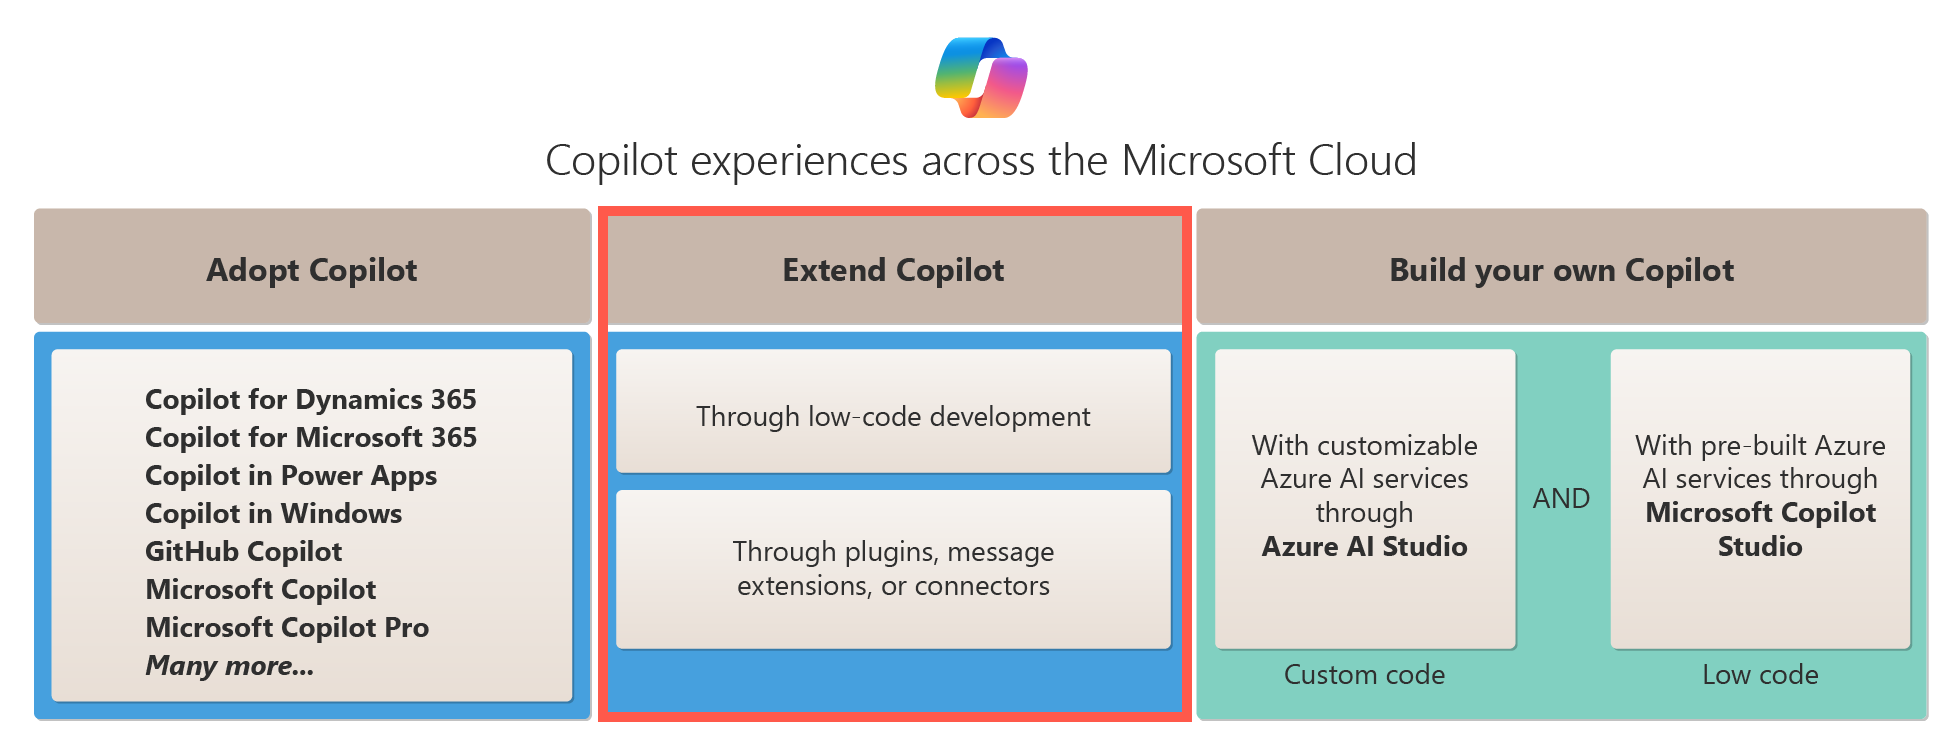 Copilot experiences across the Microsoft Cloud
Adopt Copilot
Copilot for Dynamics 365
Copilot for Microsoft 365
Copilot in Power Apps
Copilot in Windows
GitHub Copilot
Microsoft Copilot
Microsoft Copilot Pro
Many more...
Extend Copilot
Through low-code development
Through plugins, message
extensions, or connectors
Build your own Copilot
With customizable
Azure AI services
through
Azure AI Studio
Custom code
AND
With pre-built Azure
AI services through
Microsoft Copilot
Studio
Low code